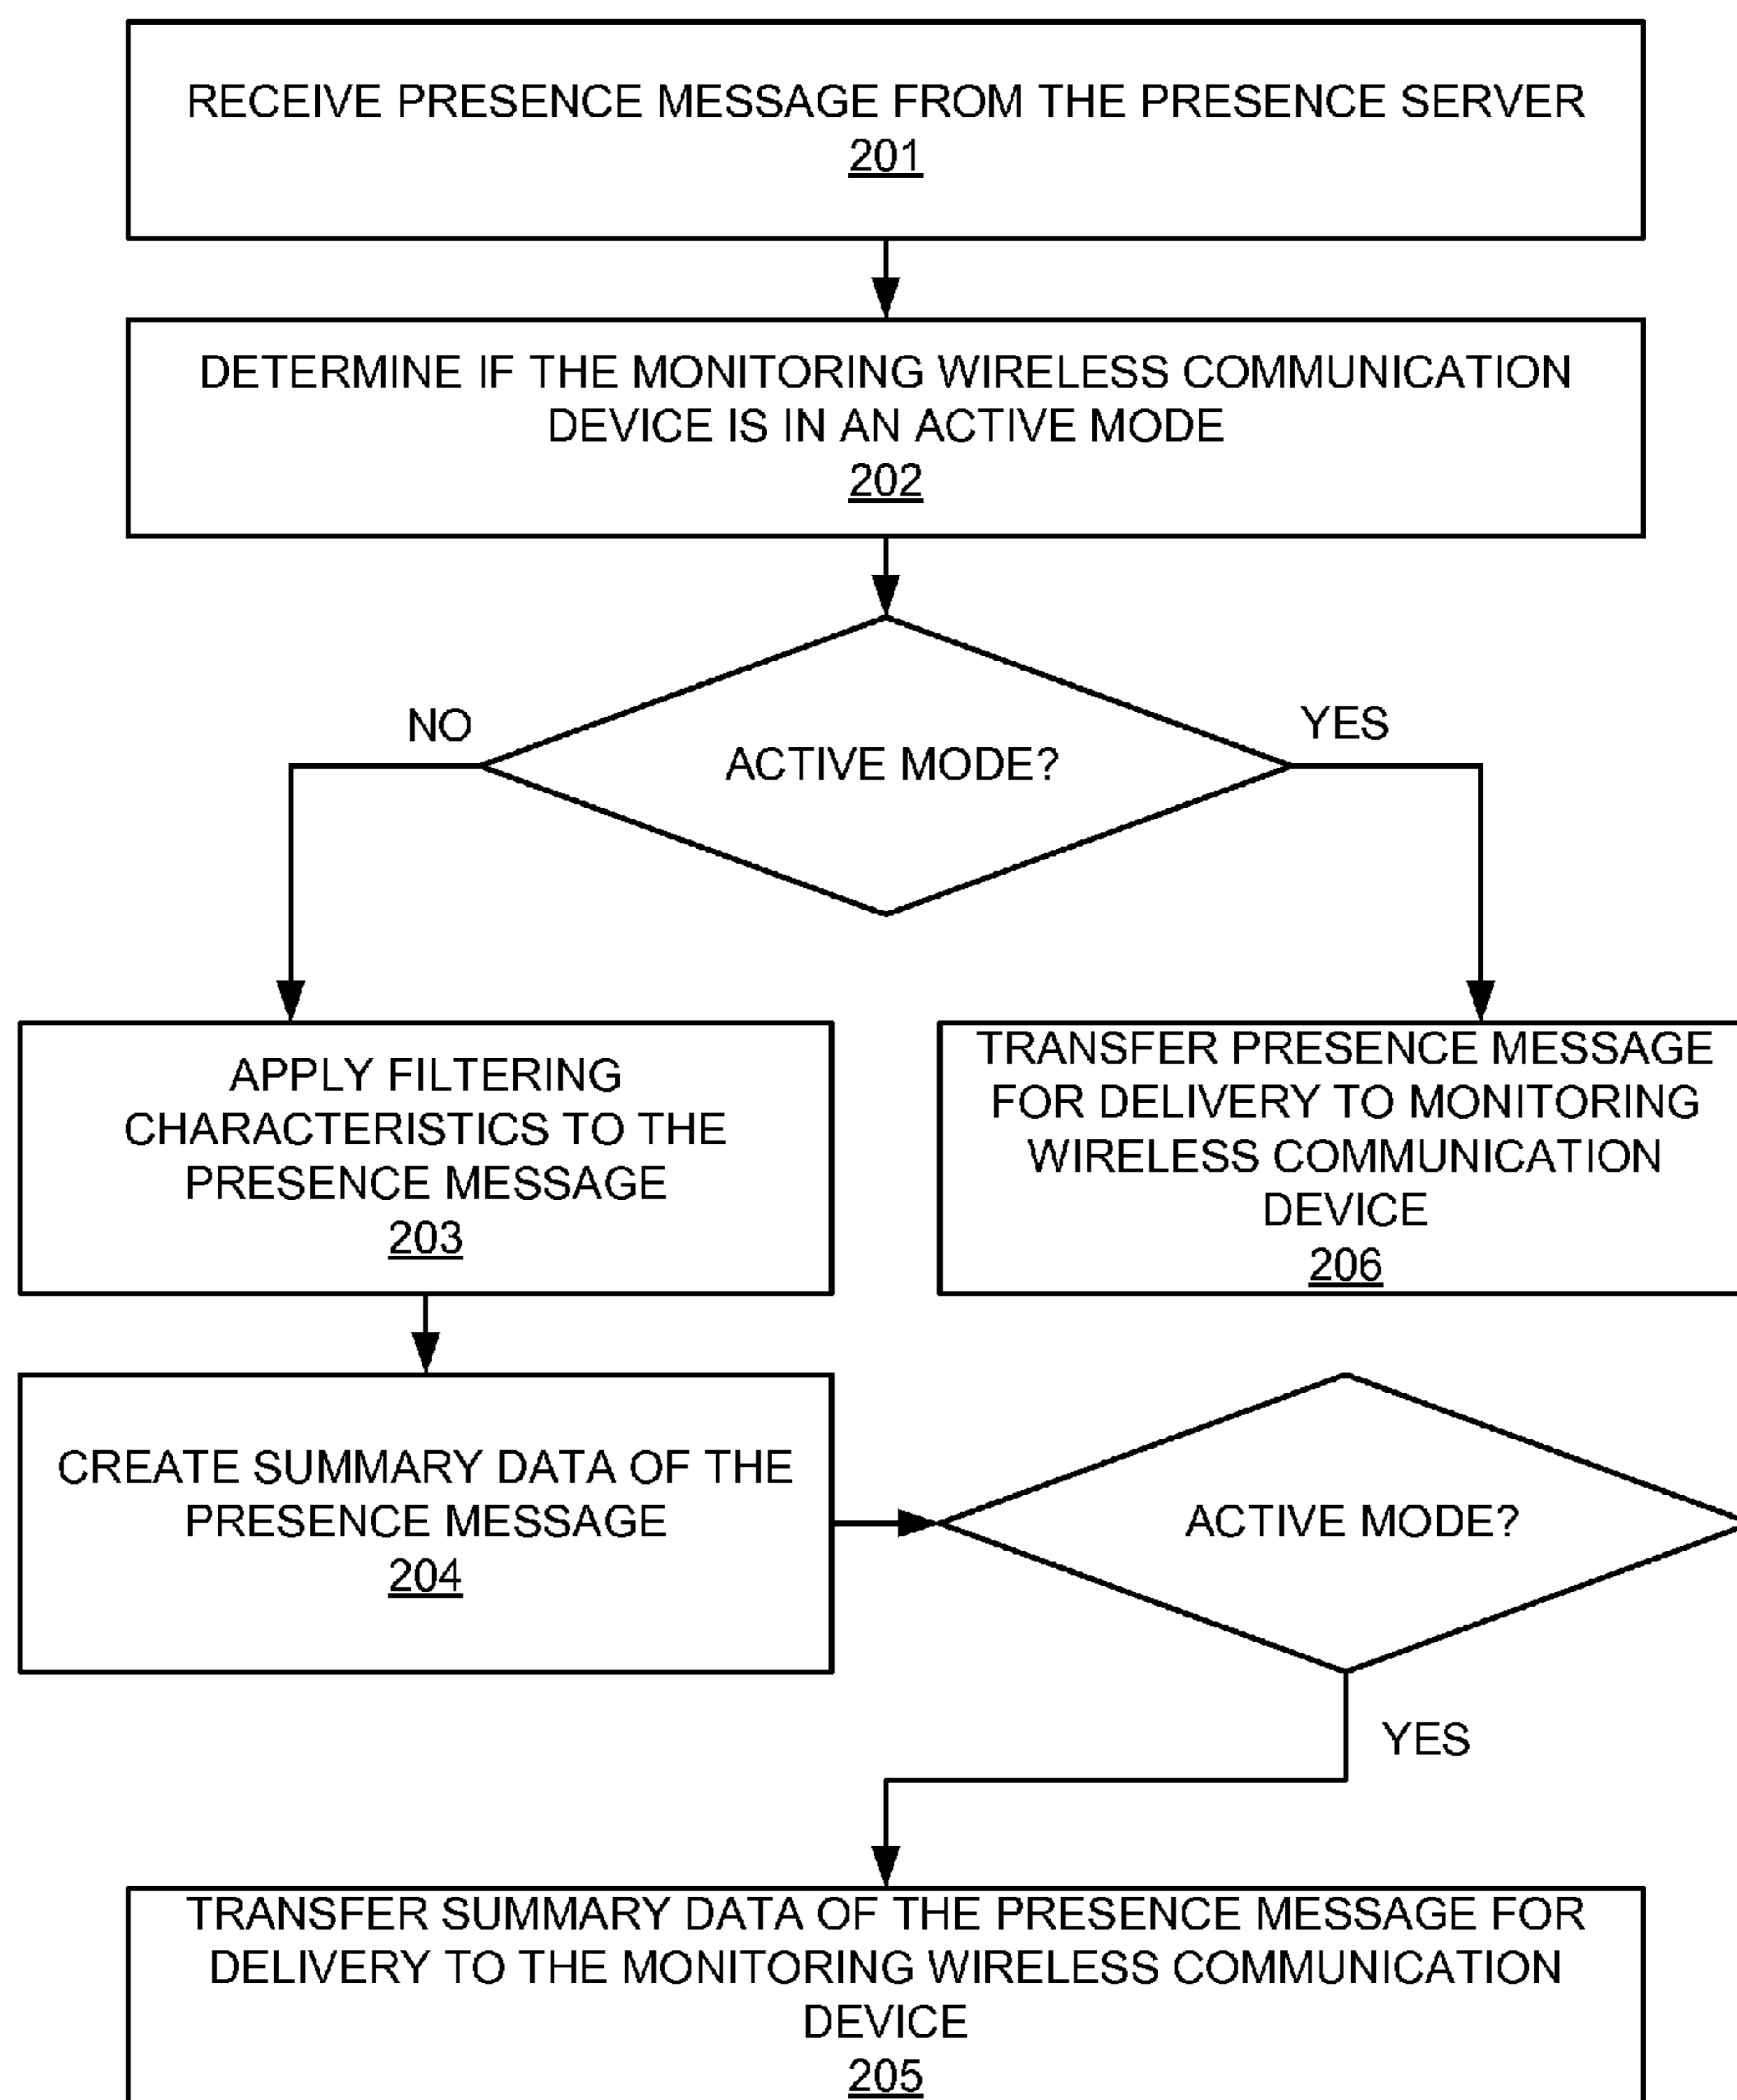 RECEIVE PRESENCE MESSAGE FROM THE PRESENCE SERVER
201
DETERMINE IF THE MONITORING WIRELESS COMMUNICATION
DEVICE IS IN AN ACTIVE MODE
202
NO
YES
ACTIVE MODE?
APPLY FILTERING
CHARACTERISTICS TO THE
PRESENCE MESSAGE
203
TRANSFER PRESENCE MESSAGE
FOR DELIVERY TO MONITORING
WIRELESS COMMUNICATION
DEVICE
206
CREATE SUMMARY DATA OF THE
PRESENCE MESSAGE
204
ACTIVE MODE?
YES
TRANSFER SUMMARY DATA OF THE PRESENCE MESSAGE FOR
DELIVERY TO THE MONITORING WIRELESS COMMUNICATION
DEVICE
205